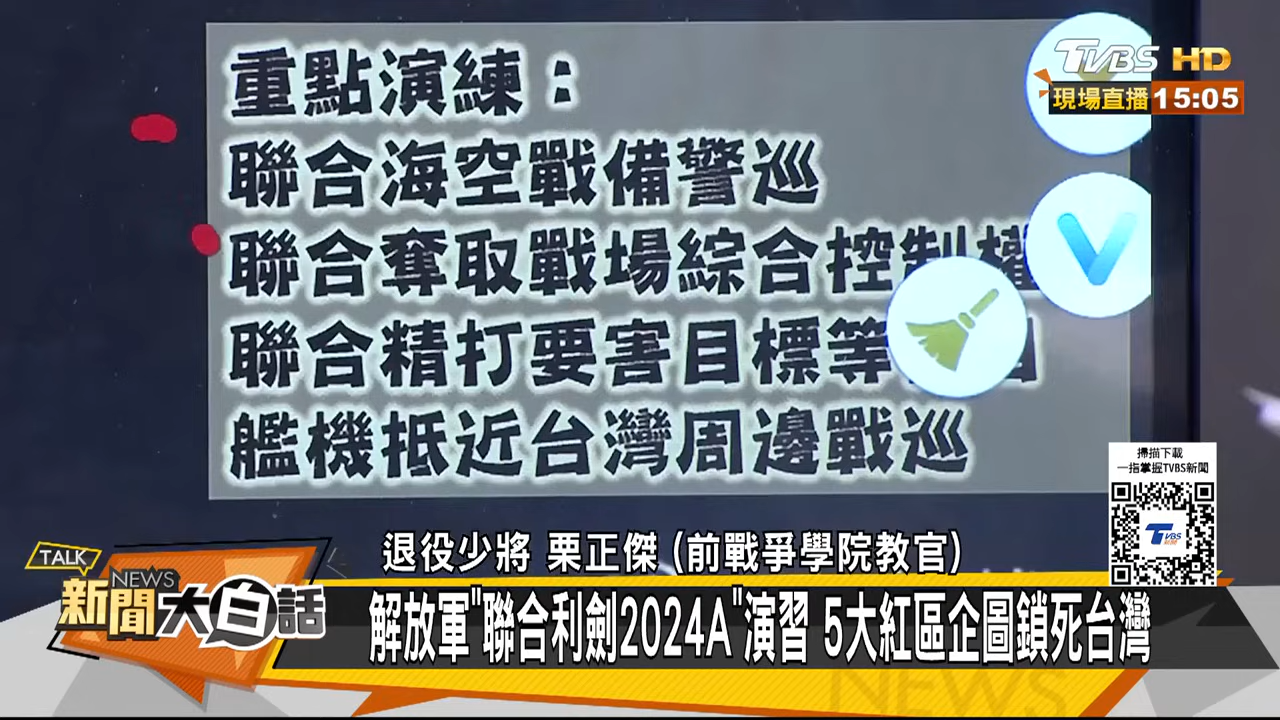 重點演練：
聯合海空戰備警巡
聯合奪取戰場綜合控制權
聯合精打要害目標等
艦機抵近台灣周邊戰巡
TVBS HD
現場直播 15:05
掃描下載
一指掌握TVBS新聞
TVBS
退役少將 栗正傑 (前戰爭學院教官)
解放軍"聯合利劍2024A"演習 5大紅區企圖鎖死台灣
TALK
NEWS
新聞大白話
NEWS